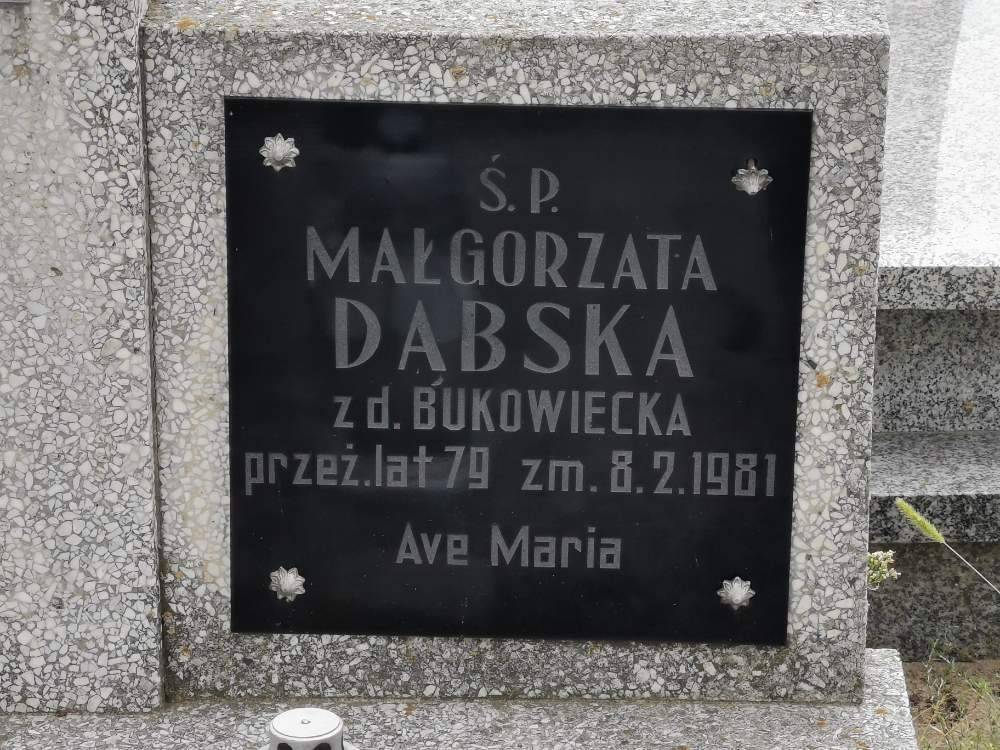 Ś. P.
MAŁGORZATA
DĄBSKA
z d. BUKOWIECKA
przeż. lat 79 zm. 8.2.1981
Ave Maria